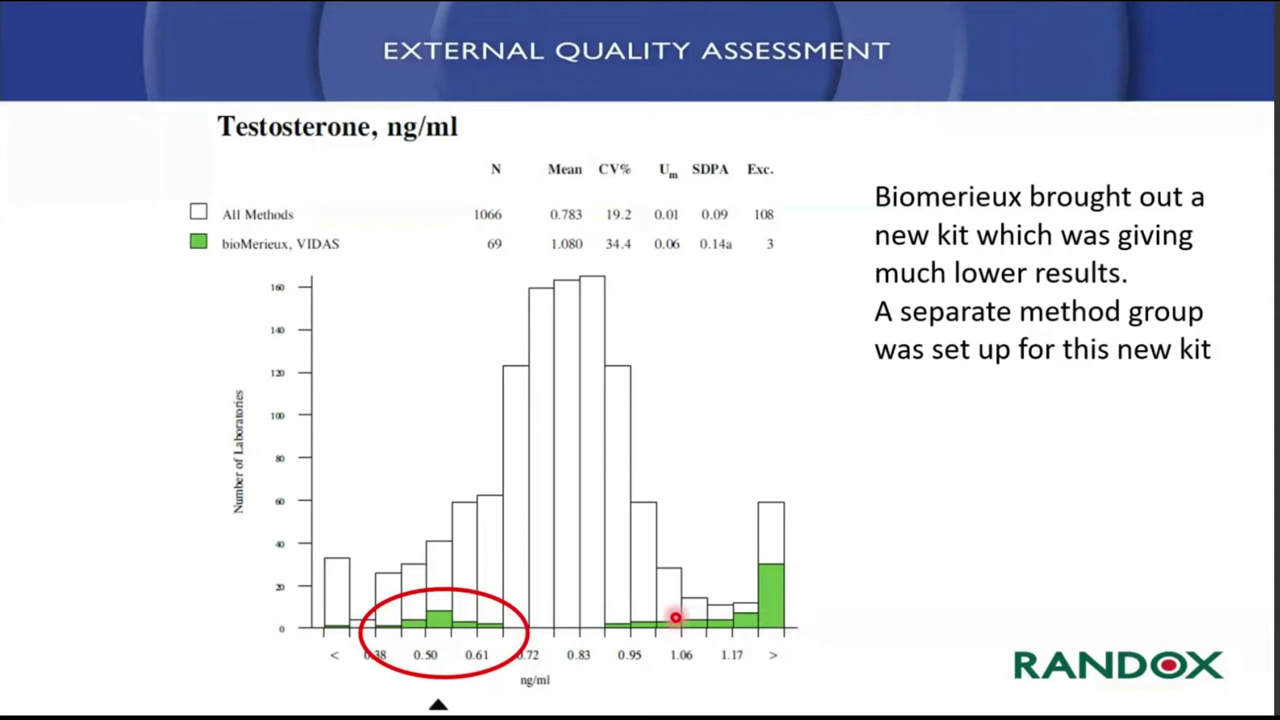 EXTERNAL QUALITY ASSESSMENT
Testosterone, ng/ml
N Mean CV% Um SDPA Exc.
All Methods 1066 0.783 19.2 0.01 0.09 108
bioMerieux, VIDAS 69 1.080 34.4 0.06 0.14a 3
Biomerieux brought out a
new kit which was giving
much lower results.
A separate method group
was set up for this new kit
Number of Laboratories
160
140
120
100
80
60
40
20
0
< 0.38 0.50 0.61 0.72 0.83 0.95 1.06 1.17 >
ng/ml
RANDOX